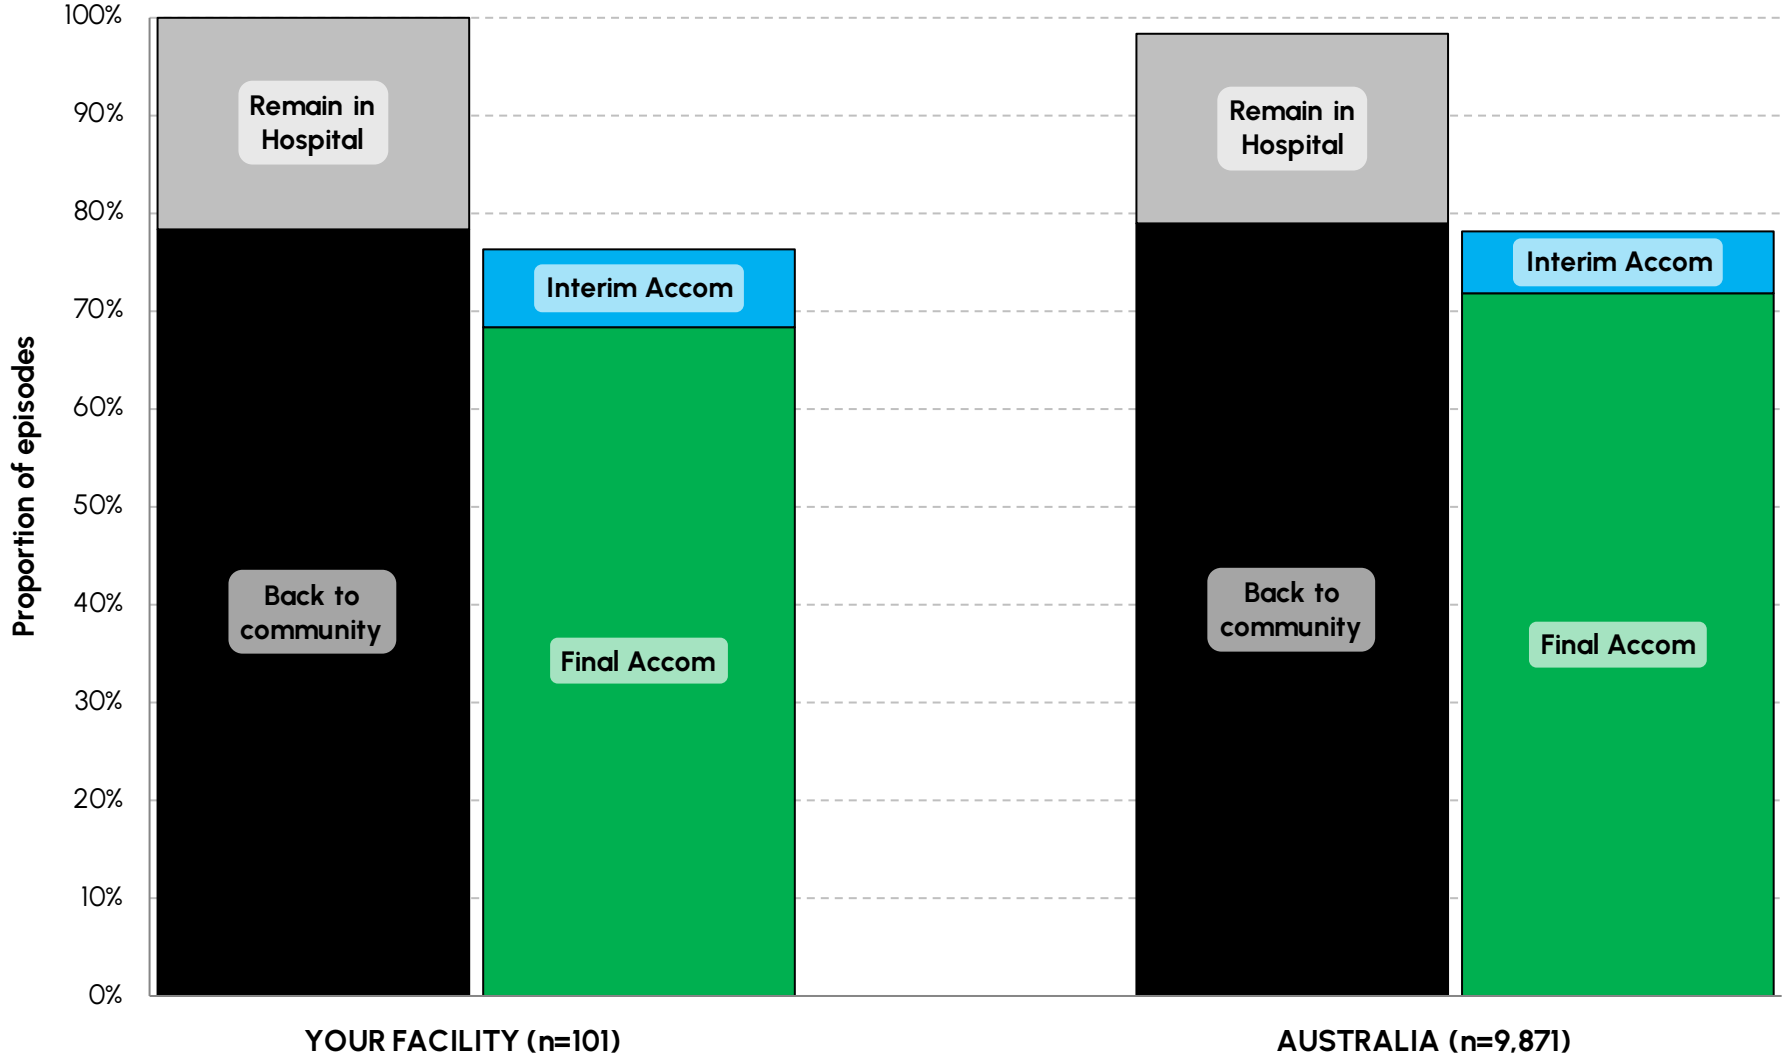 100%
90%
80%
70%
60%
50%
40%
30%
20%
10%
0%
Proportion of episodes
Remain in
Hospital
Back to
community
Interim Accom
Final Accom
Remain in
Hospital
Back to
community
Interim Accom
Final Accom
YOUR FACILITY (n=101)
AUSTRALIA (n=9,871)